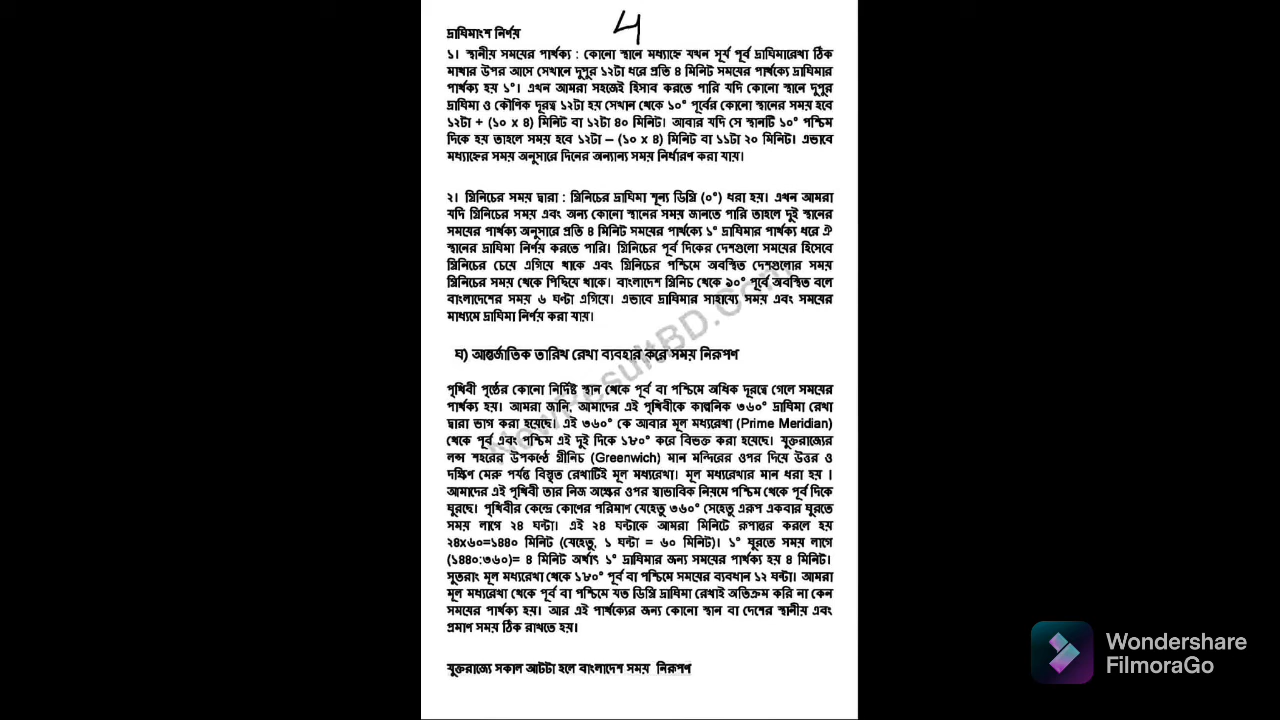 4
দ্রাঘিমাংশ নির্ণয়
১। স্থানীয় সময়ের পার্থক্য : কোনো স্থানে মধ্যাহ্নে যখন সূর্য পূর্ব দ্রাঘিমারেখা ঠিক
মাথার উপর আসে সেখানে দুপুর ১২টা ধরে প্রতি ৪ মিনিট সময়ের পার্থক্যে দ্রাঘিমার
পার্থক্য হয় ১°। এখন আমরা সহজেই হিসাব করতে পারি যদি কোনো স্থানে দুপুর
দ্রাঘিমা ও কৌণিক দূরত্ব ১২টা হয় সেখান থেকে ১০° পূর্বের কোনো স্থানের সময় হবে
১২টা + (১০ x ৪) মিনিট বা ১২টা ৪০ মিনিট। আবার যদি সে স্থানটি ১০° পশ্চিম
দিকে হয় তাহলে সময় হবে ১২টা – (১০ x ৪) মিনিট বা ১১টা ২০ মিনিট। এভাবে
মধ্যাহ্নের সময় অনুসারে দিনের অন্যান্য সময় নির্ধারণ করা যায়।
২। গ্রিনিচের সময় দ্বারা : গ্রিনিচের দ্রাঘিমা শূন্য ডিগ্রি (০°) ধরা হয়। এখন আমরা
যদি গ্রিনিচের সময় এবং অন্য কোনো স্থানের সময় জানতে পারি তাহলে দুই স্থানের
সময়ের পার্থক্য অনুসারে প্রতি ৪ মিনিট সময়ের পার্থক্যে ১° দ্রাঘিমার পার্থক্য ধরে ঐ
স্থানের দ্রাঘিমা নির্ণয় করতে পারি। গ্রিনিচের পূর্ব দিকের দেশগুলো সময়ের হিসেবে
গ্রিনিচের চেয়ে এগিয়ে থাকে এবং গ্রিনিচের পশ্চিমে অবস্থিত দেশগুলোর সময়
গ্রিনিচের সময় থেকে পিছিয়ে থাকে। বাংলাদেশ গ্রিনিচ থেকে ৯০° পূর্বে অবস্থিত বলে
বাংলাদেশের সময় ৬ ঘণ্টা এগিয়ে। এভাবে দ্রাঘিমার সাহায্যে সময় এবং সময়ের
মাধ্যমে দ্রাঘিমা নির্ণয় করা যায়।
NewResultBD.Com
ঘ) আন্তর্জাতিক তারিখ রেখা ব্যবহার করে সময় নিরূপণ
পৃথিবী পৃষ্ঠের কোনো নির্দিষ্ট স্থান থেকে পূর্ব বা পশ্চিমে অধিক দূরত্বে গেলে সময়ের
পার্থক্য হয়। আমরা জানি, আমাদের এই পৃথিবীকে কাল্পনিক ৩৬০° দ্রাঘিমা রেখা
দ্বারা ভাগ করা হয়েছে। এই ৩৬০° কে আবার মূল মধ্যরেখা (Prime Meridian)
থেকে পূর্ব এবং পশ্চিম এই দুই দিকে ১৮০° করে বিভক্ত করা হয়েছে। যুক্তরাজ্যের
লন্স শহরের উপকণ্ঠে গ্রীনিচ (Greenwich) মান মন্দিরের ওপর দিয়ে উত্তর ও
দক্ষিণ মেরু পর্যন্ত বিস্তৃত রেখাটিই মূল মধ্যরেখা। মূল মধ্যরেখার মান ধরা হয় ।
আমাদের এই পৃথিবী তার নিজ অক্ষের ওপর স্বাভাবিক নিয়মে পশ্চিম থেকে পূর্ব দিকে
ঘুরছে। পৃথিবীর কেন্দ্রে কোণের পরিমাণ যেহেতু ৩৬০° সেহেতু এরূপ একবার ঘুরতে
সময় লাগে ২৪ ঘন্টা। এই ২৪ ঘন্টাকে আমরা মিনিটে রূপান্তর করলে হয়
২৪x৬০=১৪৪০ মিনিট (যেহেতু, ১ ঘন্টা = ৬০ মিনিট)। ১° ঘুরতে সময় লাগে
(১৪৪০:৩৬০)= ৪ মিনিট অর্থাৎ ১° দ্রাঘিমার জন্য সময়ের পার্থক্য হয় ৪ মিনিট।
সুতরাং মূল মধ্যরেখা থেকে ১৮০° পূর্ব বা পশ্চিমে সময়ের ব্যবধান ১২ ঘন্টা। আমরা
মূল মধ্যরেখা থেকে পূর্ব বা পশ্চিমে যত ডিগ্রি দ্রাঘিমা রেখাই অতিক্রম করি না কেন
সময়ের পার্থক্য হয়। আর এই পার্থক্যের জন্য কোনো স্থান বা দেশের স্থানীয় এবং
প্রমাণ সময় ঠিক রাখতে হয়।
যুক্তরাজ্যে সকাল আটটা হলে বাংলাদেশ সময় নিরূপণ
Wondershare
FilmoraGo